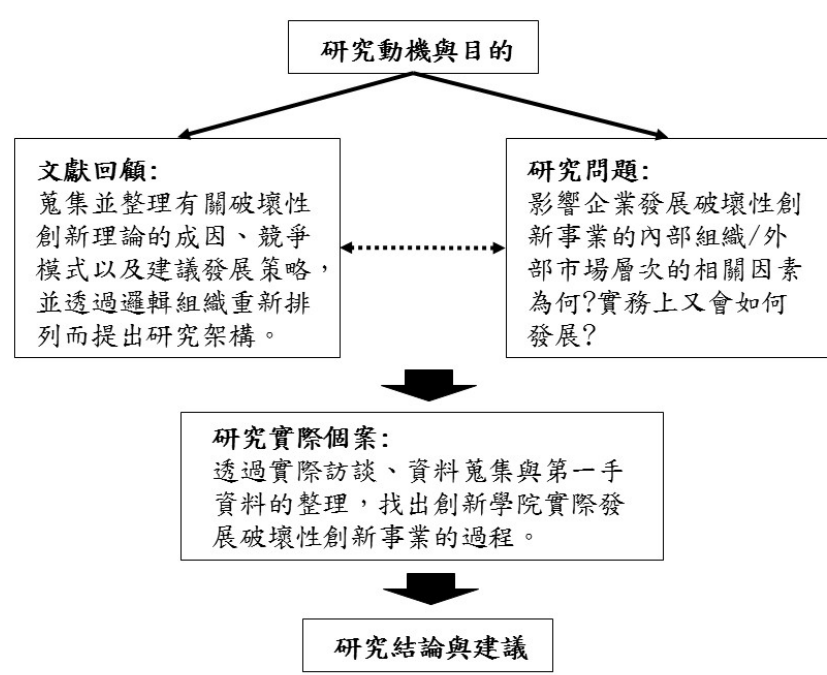 研究動機與目的
文獻回顧:
蒐集並整理有關破壞性
創新理論的成因、競爭
模式以及建議發展策略，
並透過邏輯組織重新排
列而提出研究架構。
研究問題:
影響企業發展破壞性創
新事業的內部組織/外
部市場層次的相關因素
為何?實務上又會如何
發展?
研究實際個案:
透過實際訪談、資料蒐集與第一手
資料的整理，找出創新學院實際發
展破壞性創新事業的過程。
研究結論與建議